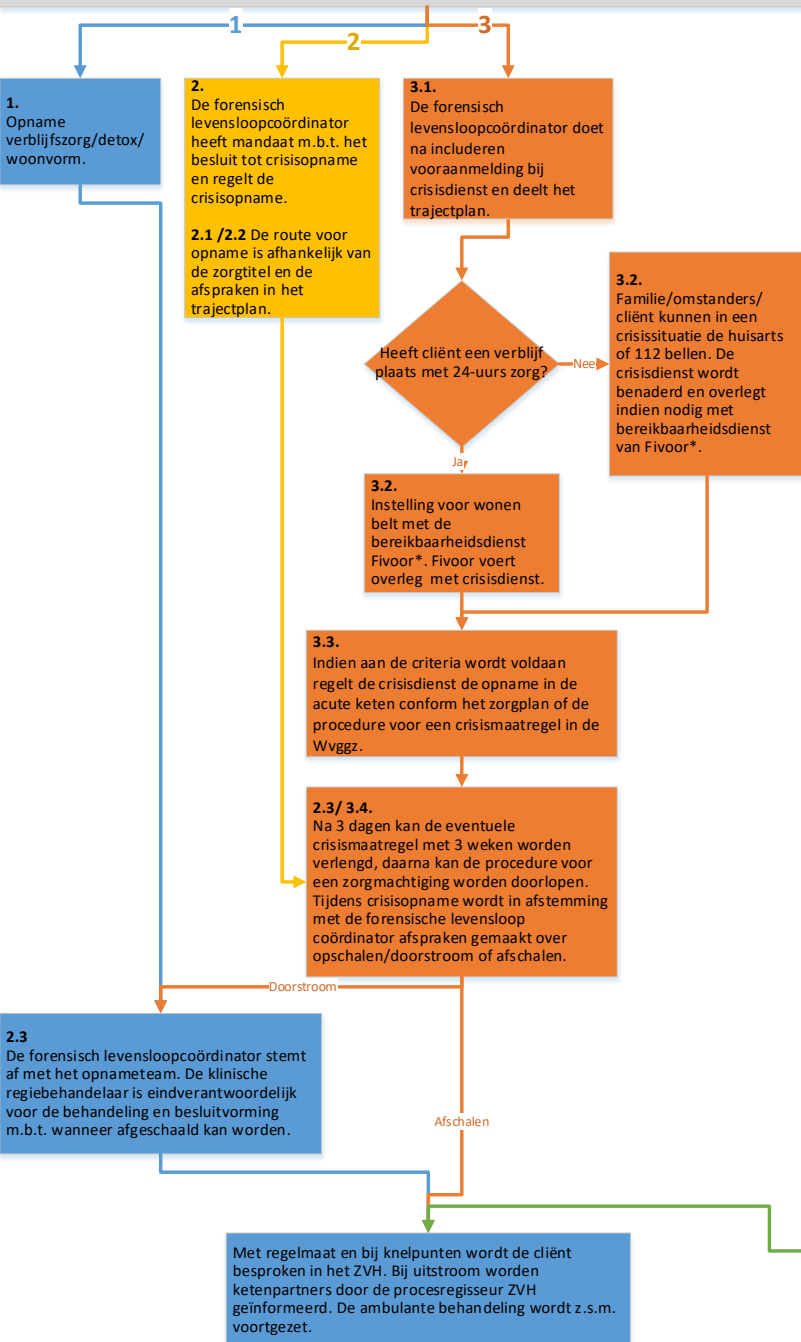 1
2
3
1.
Opname
verblijfszorg/detox/
woonvorm.
2.
De forensisch
levensloopcoördinator
heeft mandaat m.b.t. het
besluit tot crisisopname
en regelt de
crisisopname.
2.1 /2.2 De route voor
opname is afhankelijk van
de zorgtitel en de
afspraken in het
trajectplan.
3.1.
De forensisch
levensloopcoördinator doet
na includeren
vooraanmelding bij
crisisdienst en deelt het
trajectplan.
Heeft cliënt een verblijf
plaats met 24-uurs zorg?
Nee
3.2.
Familie/omstanders/
cliënt kunnen in een
crisissituatie de huisarts
of 112 bellen. De
crisisdienst wordt
benaderd en overlegt
indien nodig met
bereikbaarheidsdienst
van Fivoor*.
Ja
3.2.
Instelling voor wonen
belt met de
bereikbaarheidsdienst
Fivoor*. Fivoor voert
overleg met crisisdienst.
3.3.
Indien aan de criteria wordt voldaan
regelt de crisisdienst de opname in de
acute keten conform het zorgplan of de
procedure voor een crisismaatregel in de
Wvggz.
2.3/ 3.4.
Na 3 dagen kan de eventuele
crismaatregel met 3 weken worden
verlengd, daarna kan de procedure voor
een zorgmachtiging worden doorlopen.
Tijdens crisisopname wordt in afstemming
met de forensische levensloop
coördinator afspraken gemaakt over
opschalen/doorstroom of afschalen.
Doorstroom
2.3
De forensisch levensloopcoördinator stemt
af met het opnameteam. De klinische
regiebehandelaar is eindverantwoordelijk
voor de behandeling en besluitvorming
m.b.t. wanneer afgeschaald kan worden.
Afschalen
Met regelmaat en bij knelpunten wordt de cliënt
besproken in het ZVH. Bij uitstroom worden
ketenpartners door de procesregisseur ZVH
geïnformeerd. De ambulante behandeling wordt z.s.m.
voortgezet.